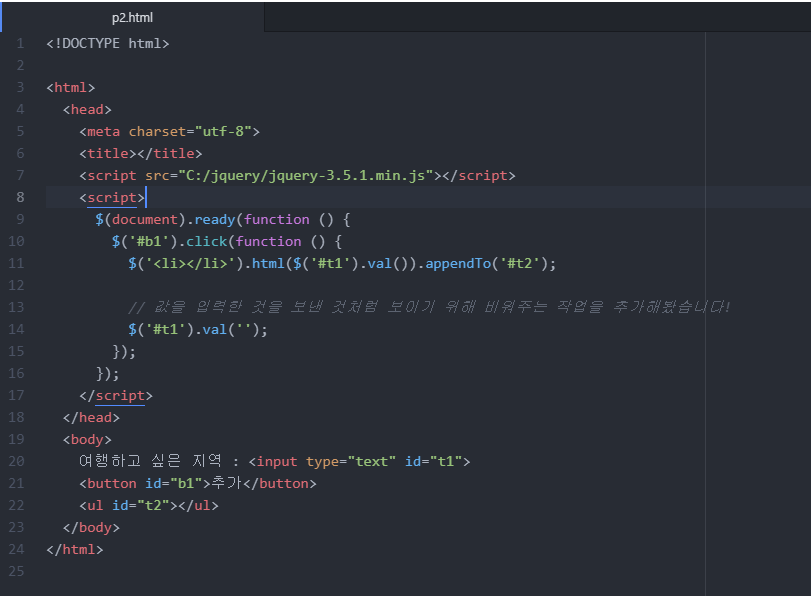 p2.html
1 <!DOCTYPE html>
2
3 <html>
4 <head>
5 <meta charset="utf-8">
6 <title></title>
7 <script src="C:/jquery/jquery-3.5.1.min.js"></script>
8 <script>
9 $(document).ready(function () {
10 $('#b1').click(function () {
11 $('<li></li>').html($('#t1').val()).appendTo('#t2');
12
13 // 값을 입력한 것을 보낸 것처럼 보이기 위해 비워주는 작업을 추가해봤습니다!
14 $('#t1').val('');
15 });
16 });
17 </script>
18 </head>
19 <body>
20 여행하고 싶은 지역 : <input type="text" id="t1">
21 <button id="b1">추가</button>
22 <ul id="t2"></ul>
23 </body>
24 </html>
25